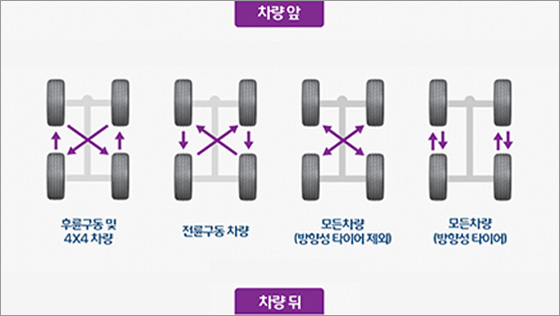 차량 앞
후륜구동 및
4X4 차량
전륜구동 차량
모든차량
(방향성 타이어 제외)
모든차량
(방향성 타이어)
차량 뒤